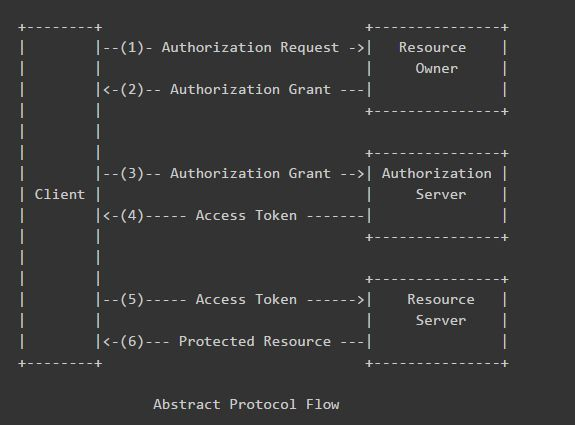 +--------+                               +---------------+
|        |--(1)- Authorization Request ->|   Resource    |
|        |                               |     Owner     |
|        |<-(2)-- Authorization Grant ---|               |
|        |                               +---------------+
|        |
|        |                               +---------------+
|        |--(3)-- Authorization Grant -->| Authorization |
| Client |                               |     Server    |
|        |<-(4)----- Access Token -------|               |
|        |                               +---------------+
|        |
|        |                               +---------------+
|        |--(5)----- Access Token ------>|    Resource   |
|        |                               |     Server    |
|        |<-(6)--- Protected Resource ---|               |
+--------+                               +---------------+
Abstract Protocol Flow